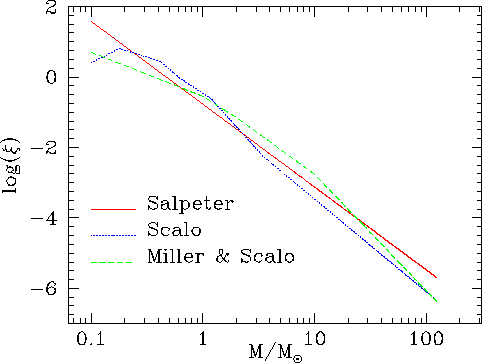 2
0
−2
−4
−6
log(ξ)
Salpeter
Scalo
Miller & Scalo
0.1 1 10 100
M/M☉